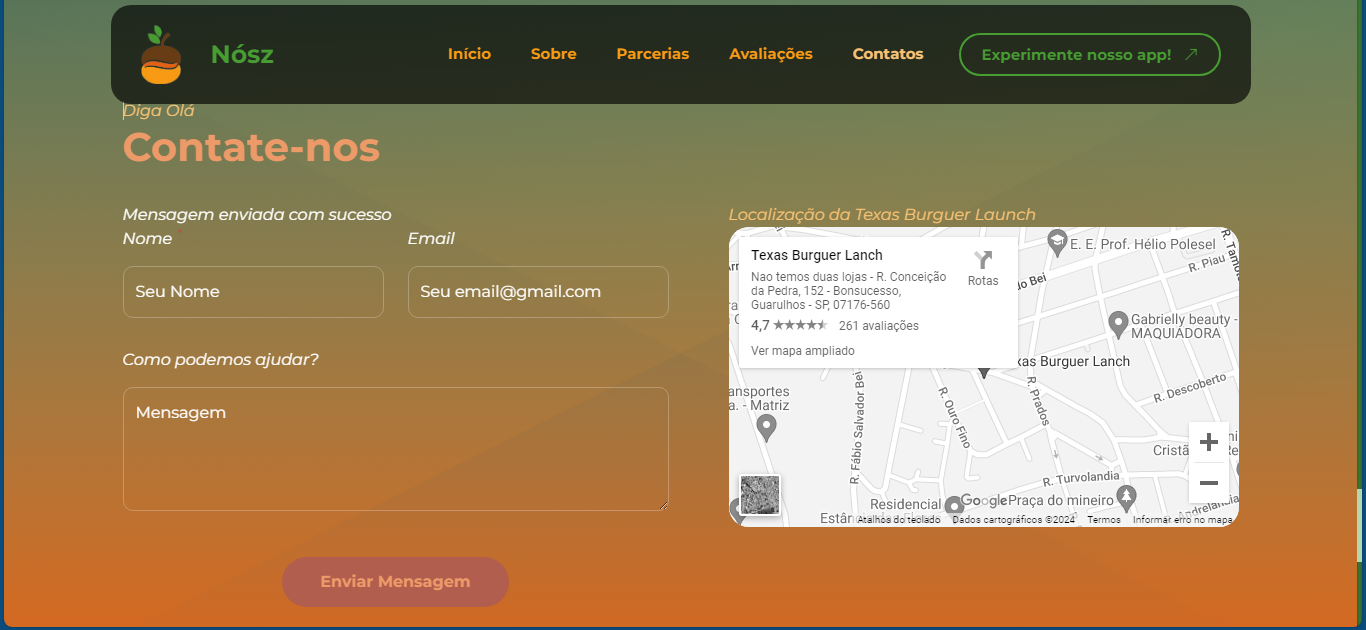 Nósz
Início Sobre Parcerias Avaliações Contatos Experimente nosso app!
Diga Olá
Contate-nos
Mensagem enviada com sucesso
Nome Email
Seu Nome Seu email@gmail.com
Como podemos ajudar?
Mensagem
Enviar Mensagem
Localização da Texas Burguer Launch
Texas Burguer Lanch
Nao temos duas lojas - R. Conceição
da Pedra, 152 - Bonsucesso,
Guarulhos - SP, 07176-560
4,7 261 avaliações
Ver mapa ampliado
Rotas
E. E. Prof. Hélio Polesel
R. Piau
io Bei
Gabrielly beauty -
MAQUIADORA
xas Burguer Lanch
R. Descoberto
ansportes
a. - Matriz
R. Fábio Salvador Bei
R. Ouro Fino
R. Prados
Cristã
R. Turvolandia
Residencial
Google
Praça do mineiro
Atalhos do teclado Dados cartográficos ©2024 Termos Informar erro no mapa